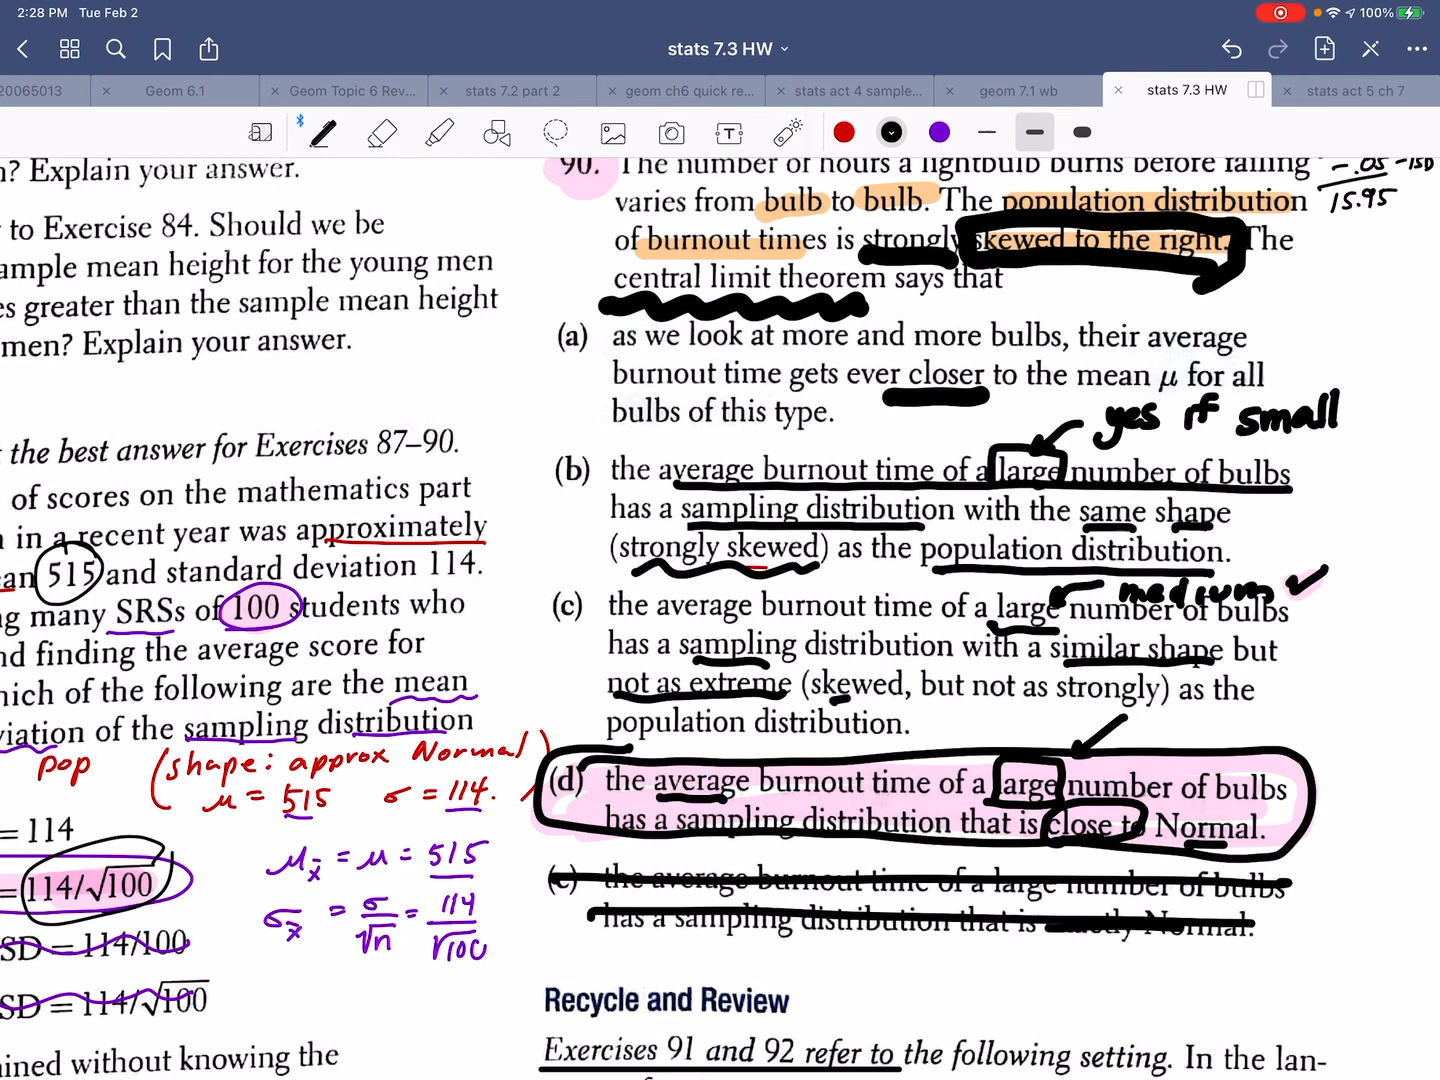 2:28 PM Tue Feb 2
100%
stats 7.3 HW
20065013
Geom 6.1
Geom Topic 6 Rev...
stats 7.2 part 2
geom ch6 quick re...
stats act 4 sample...
geom 7.1 wb
stats 7.3 HW
stats act 5 ch 7
n? Explain your answer.
to Exercise 84. Should we be
ample mean height for the young men
es greater than the sample mean height
men? Explain your answer.
the best answer for Exercises 87–90.
of scores on the mathematics part
in a recent year was approximately
an 515 and standard deviation 114.
ng many SRSs of 100 students who
nd finding the average score for
hich of the following are the mean
viation of the sampling distribution
pop (shape: approx Normal)
μ = 515 σ = 114.
= 114
= 114/√100
SD = 114/100
SD = 114/√100
μx̄ = μ = 515
σx̄ = σ/√n = 114/√100
ined without knowing the
90. The number of hours a lightbulb burns before failing
varies from bulb to bulb. The population distribution
of burnout times is strongly skewed to the right. The
central limit theorem says that
-.05 -150
15.95
(a) as we look at more and more bulbs, their average
burnout time gets ever closer to the mean μ for all
bulbs of this type.
yes if small
(b) the average burnout time of a large number of bulbs
has a sampling distribution with the same shape
(strongly skewed) as the population distribution.
medium
(c) the average burnout time of a large number of bulbs
has a sampling distribution with a similar shape but
not as extreme (skewed, but not as strongly) as the
population distribution.
(d) the average burnout time of a large number of bulbs
has a sampling distribution that is close to Normal.
(e) the average burnout time of a large number of bulbs
has a sampling distribution that is exactly Normal.
Recycle and Review
Exercises 91 and 92 refer to the following setting. In the lan-